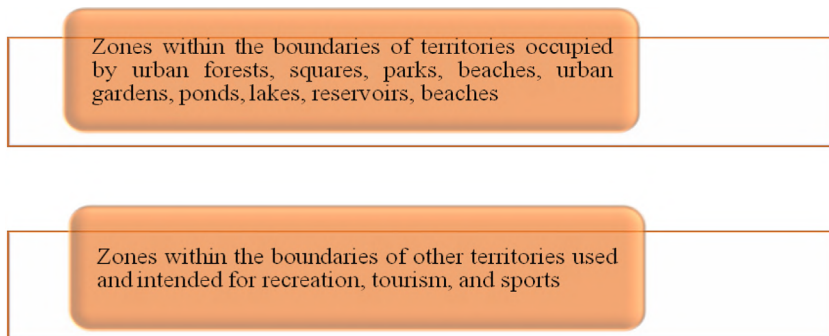 Zones within the boundaries of territories occupied
by urban forests, squares, parks, beaches, urban
gardens, ponds, lakes, reservoirs, beaches
Zones within the boundaries of other territories used
and intended for recreation, tourism, and sports